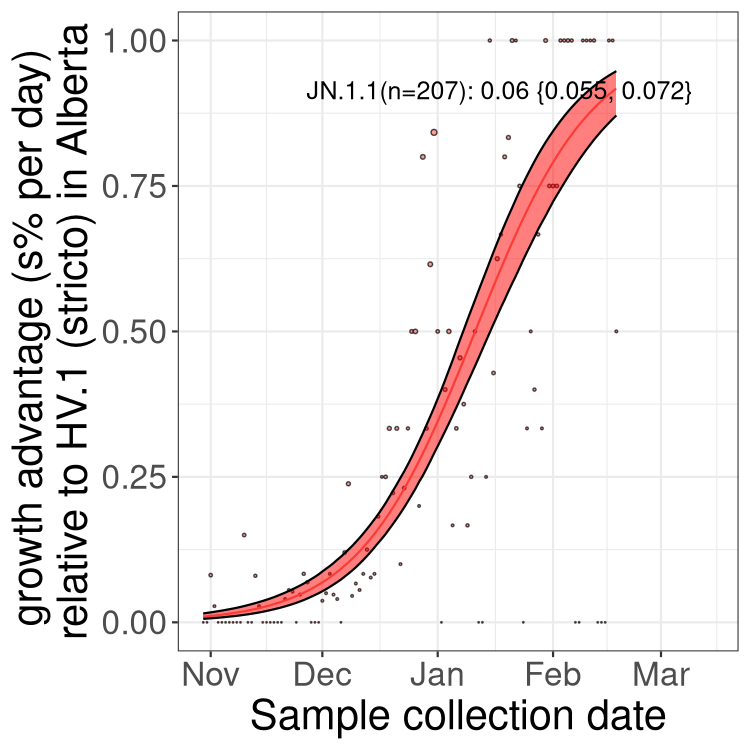 growth advantage (s% per day)
relative to HV.1 (stricto) in Alberta
1.00
0.75
0.50
0.25
0.00
JN.1.1(n=207): 0.06 {0.055, 0.072}
Nov Dec Jan Feb Mar
Sample collection date